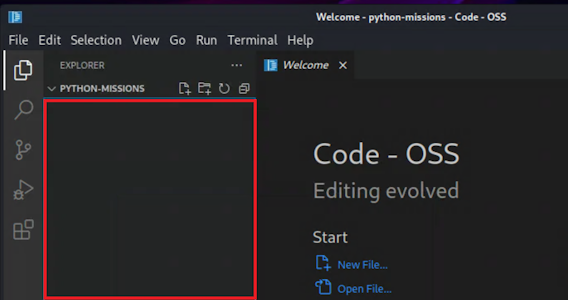 Welcome - python-missions - Code - OSS
File Edit Selection View Go Run Terminal Help
EXPLORER
Welcome
PYTHON-MISSIONS
Code - OSS
Editing evolved
Start
New File...
Open File...